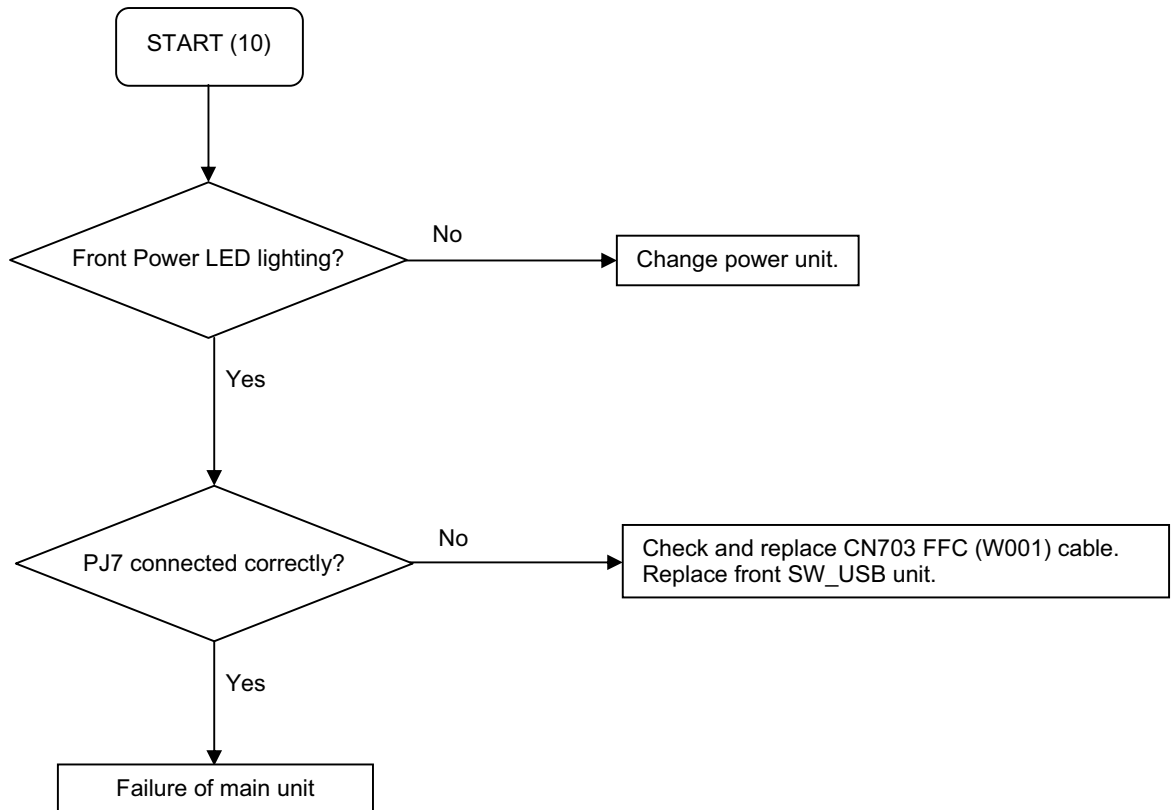 START (10)
Front Power LED lighting?
No
Change power unit.
Yes
PJ7 connected correctly?
No
Check and replace CN703 FFC (W001) cable.
Replace front SW_USB unit.
Yes
Failure of main unit